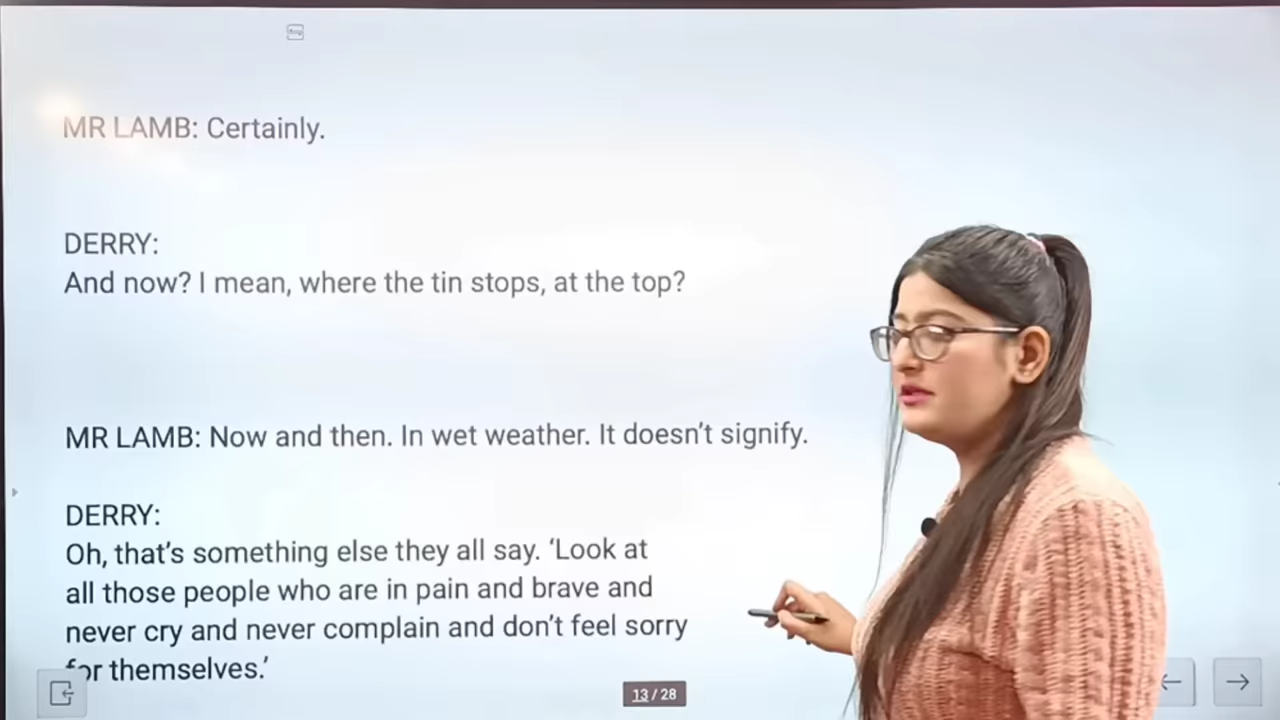 MR LAMB: Certainly.
DERRY:
And now? I mean, where the tin stops, at the top?
MR LAMB: Now and then. In wet weather. It doesn't signify.
DERRY:
Oh, that's something else they all say. ‘Look at
all those people who are in pain and brave and
never cry and never complain and don't feel sorry
for themselves.’
13 / 28